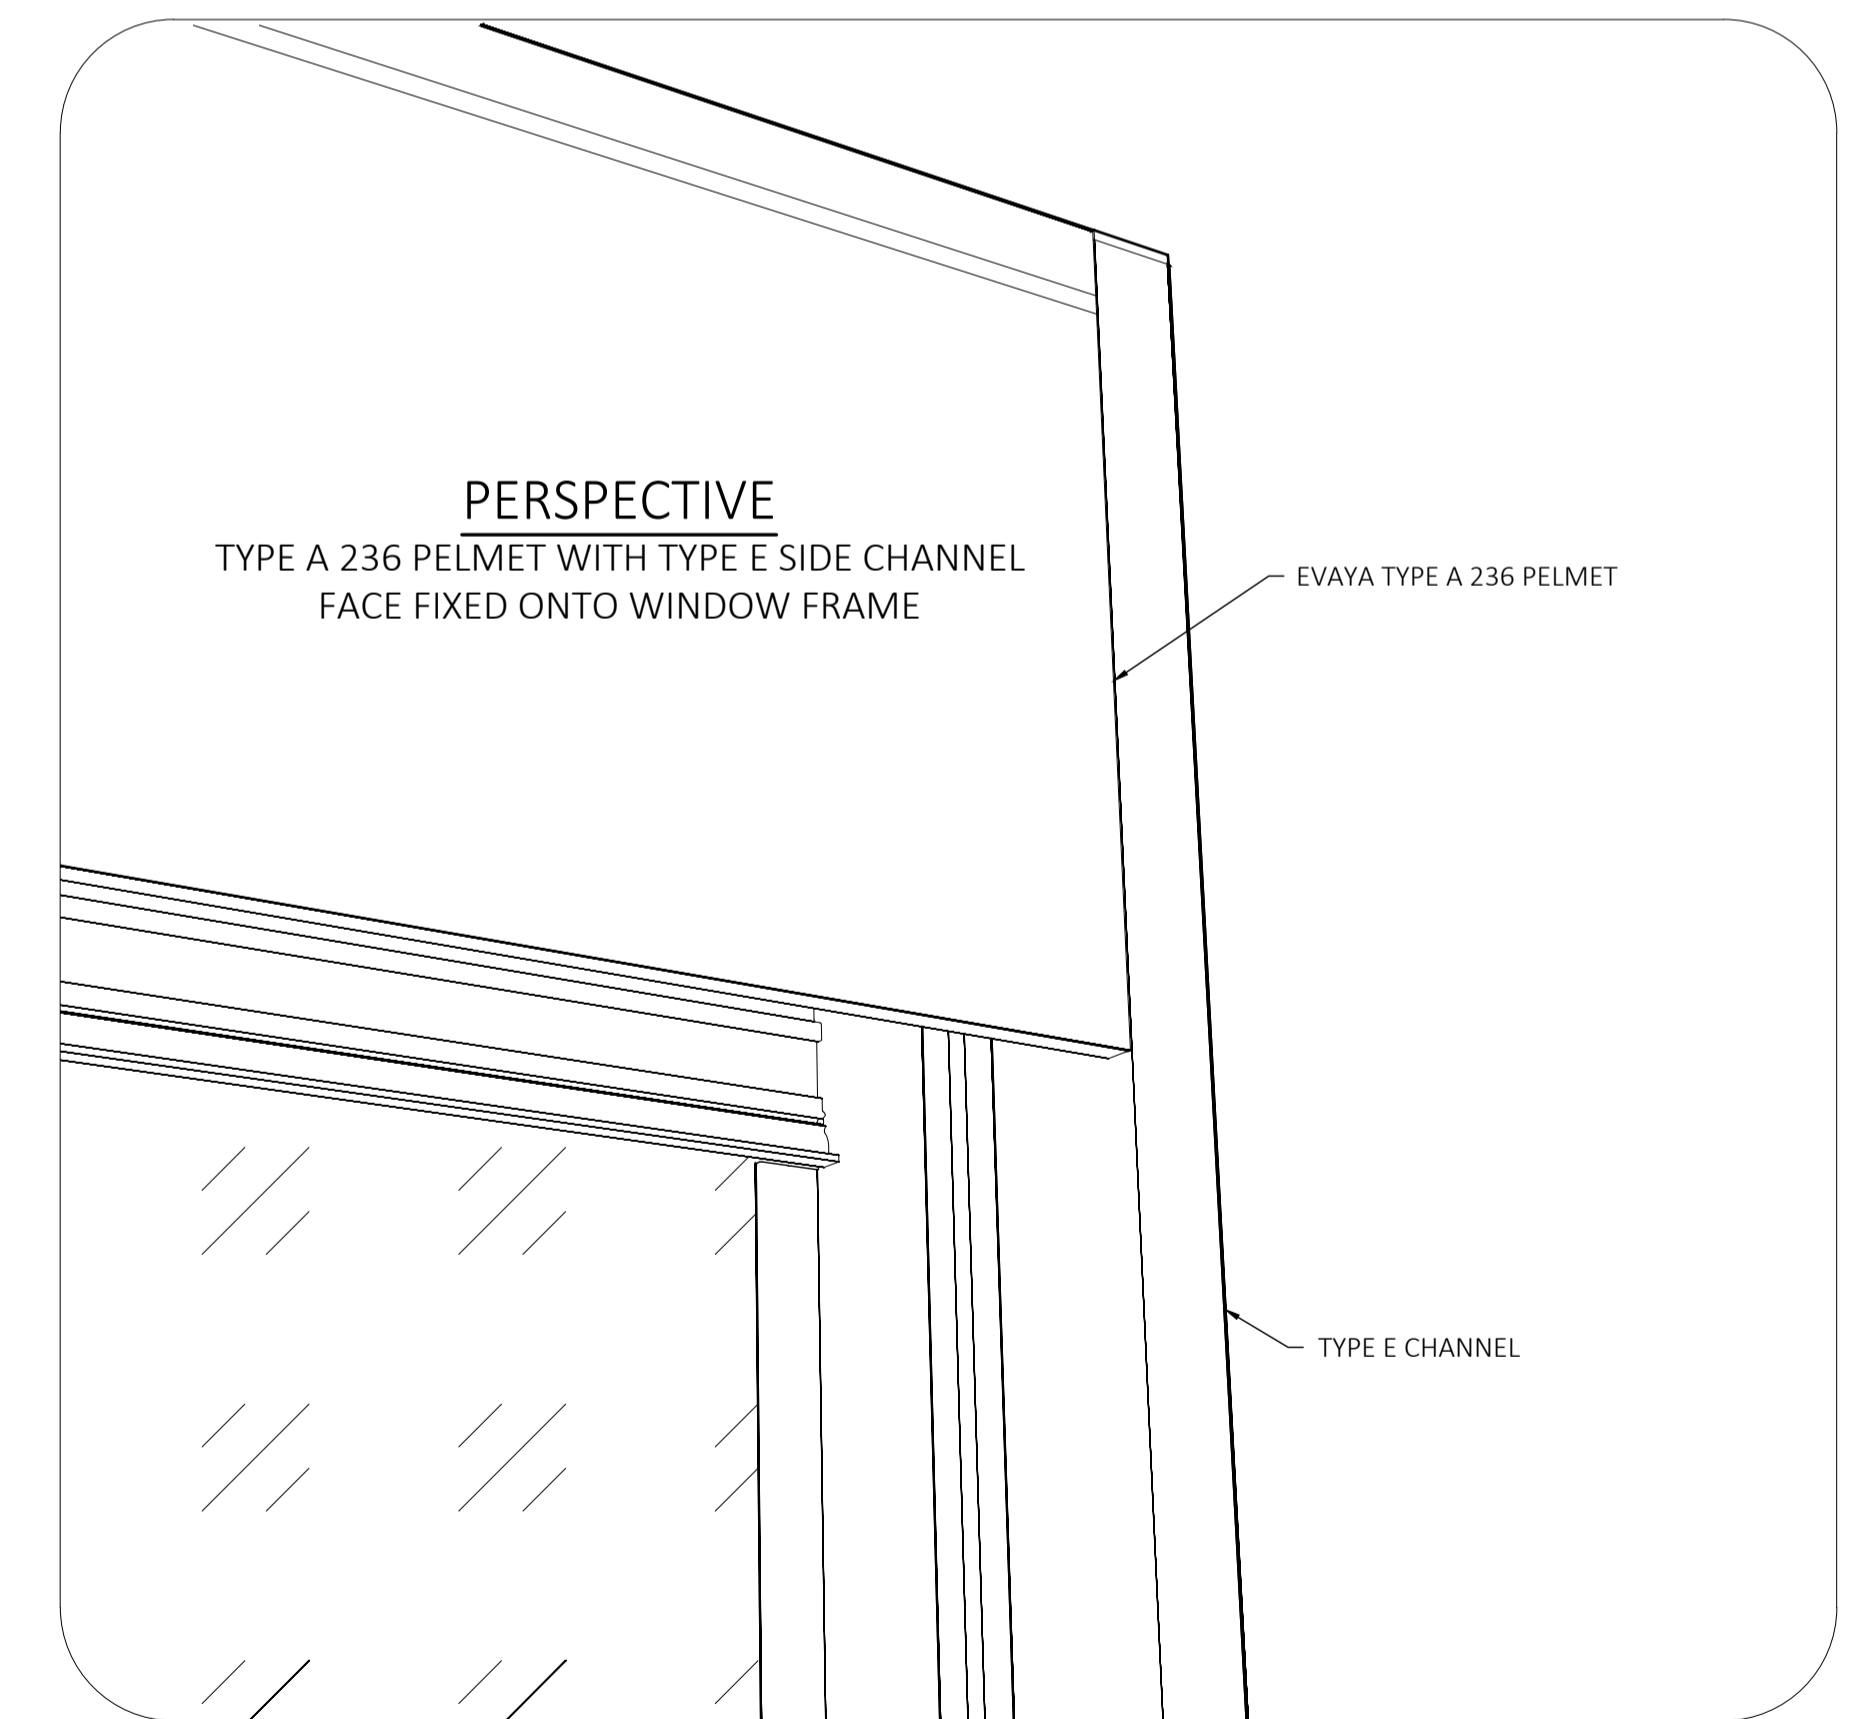 PERSPECTIVE
TYPE A 236 PELMET WITH TYPE E SIDE CHANNEL
FACE FIXED ONTO WINDOW FRAME
EVAYA TYPE A 236 PELMET
TYPE E CHANNEL